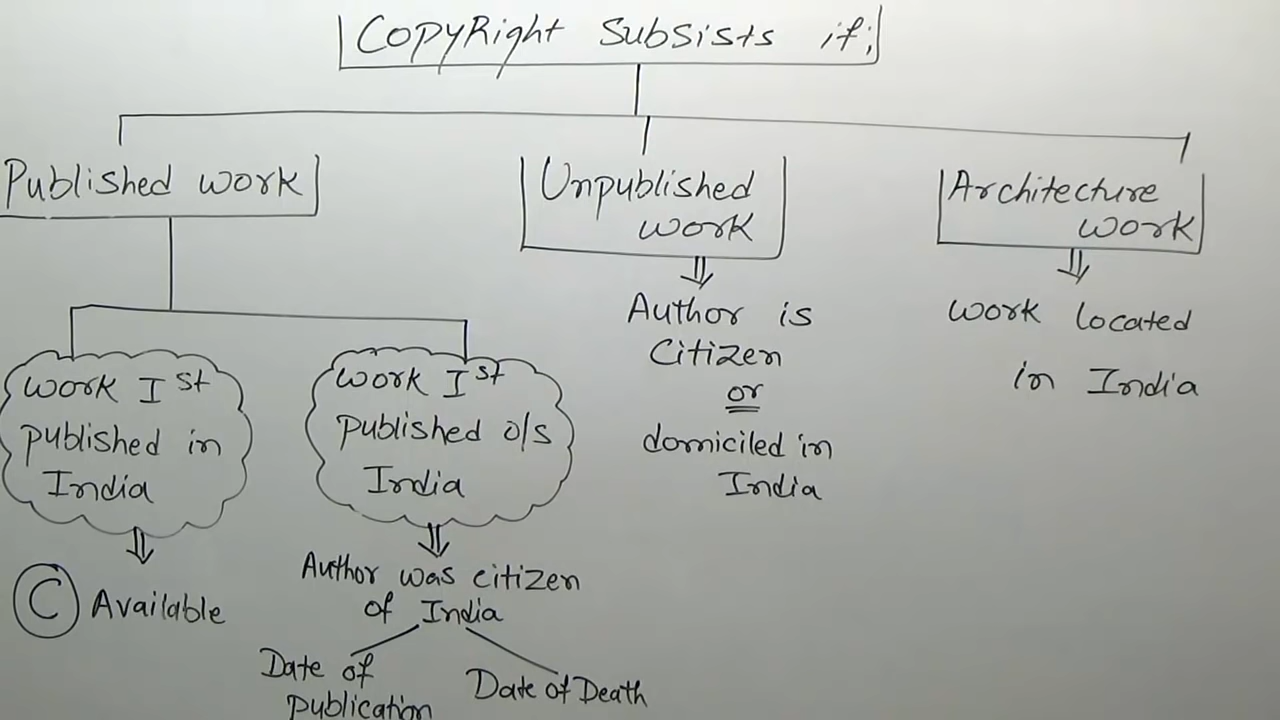 CopyRight Subsists if;
Published work
Unpublished
work
Architecture
work
work Ist
published in
India
work Ist
published o/s
India
Author is
Citizen
or
domiciled in
India
work located
in India
C Available
Author was citizen
of India
Date of
publication
Date of Death